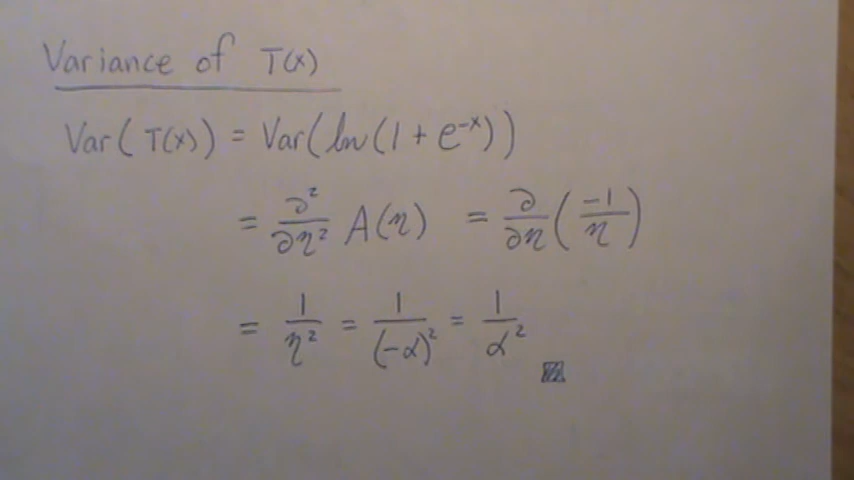 Variance of T(x)
Var(T(x)) = Var(ln(1 + e^{-x}))
= ∂²/∂η² A(η) = ∂/∂η (-1/η)
= 1/η² = 1/(-α)² = 1/α²